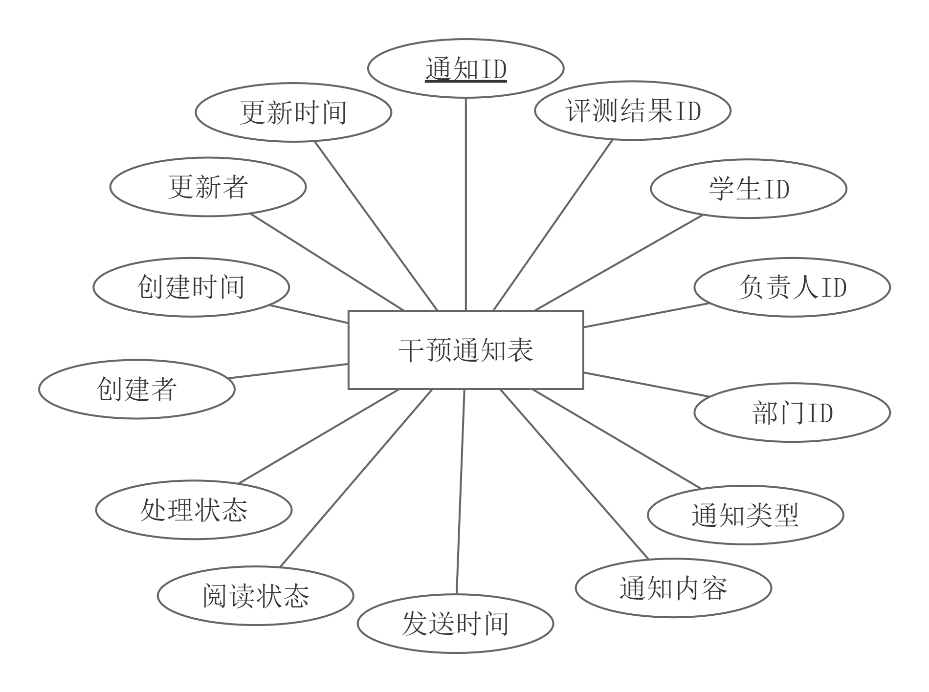 通知ID
更新时间
评测结果ID
更新者
学生ID
创建时间
负责人ID
干预通知表
创建者
部门ID
处理状态
通知类型
阅读状态
通知内容
发送时间